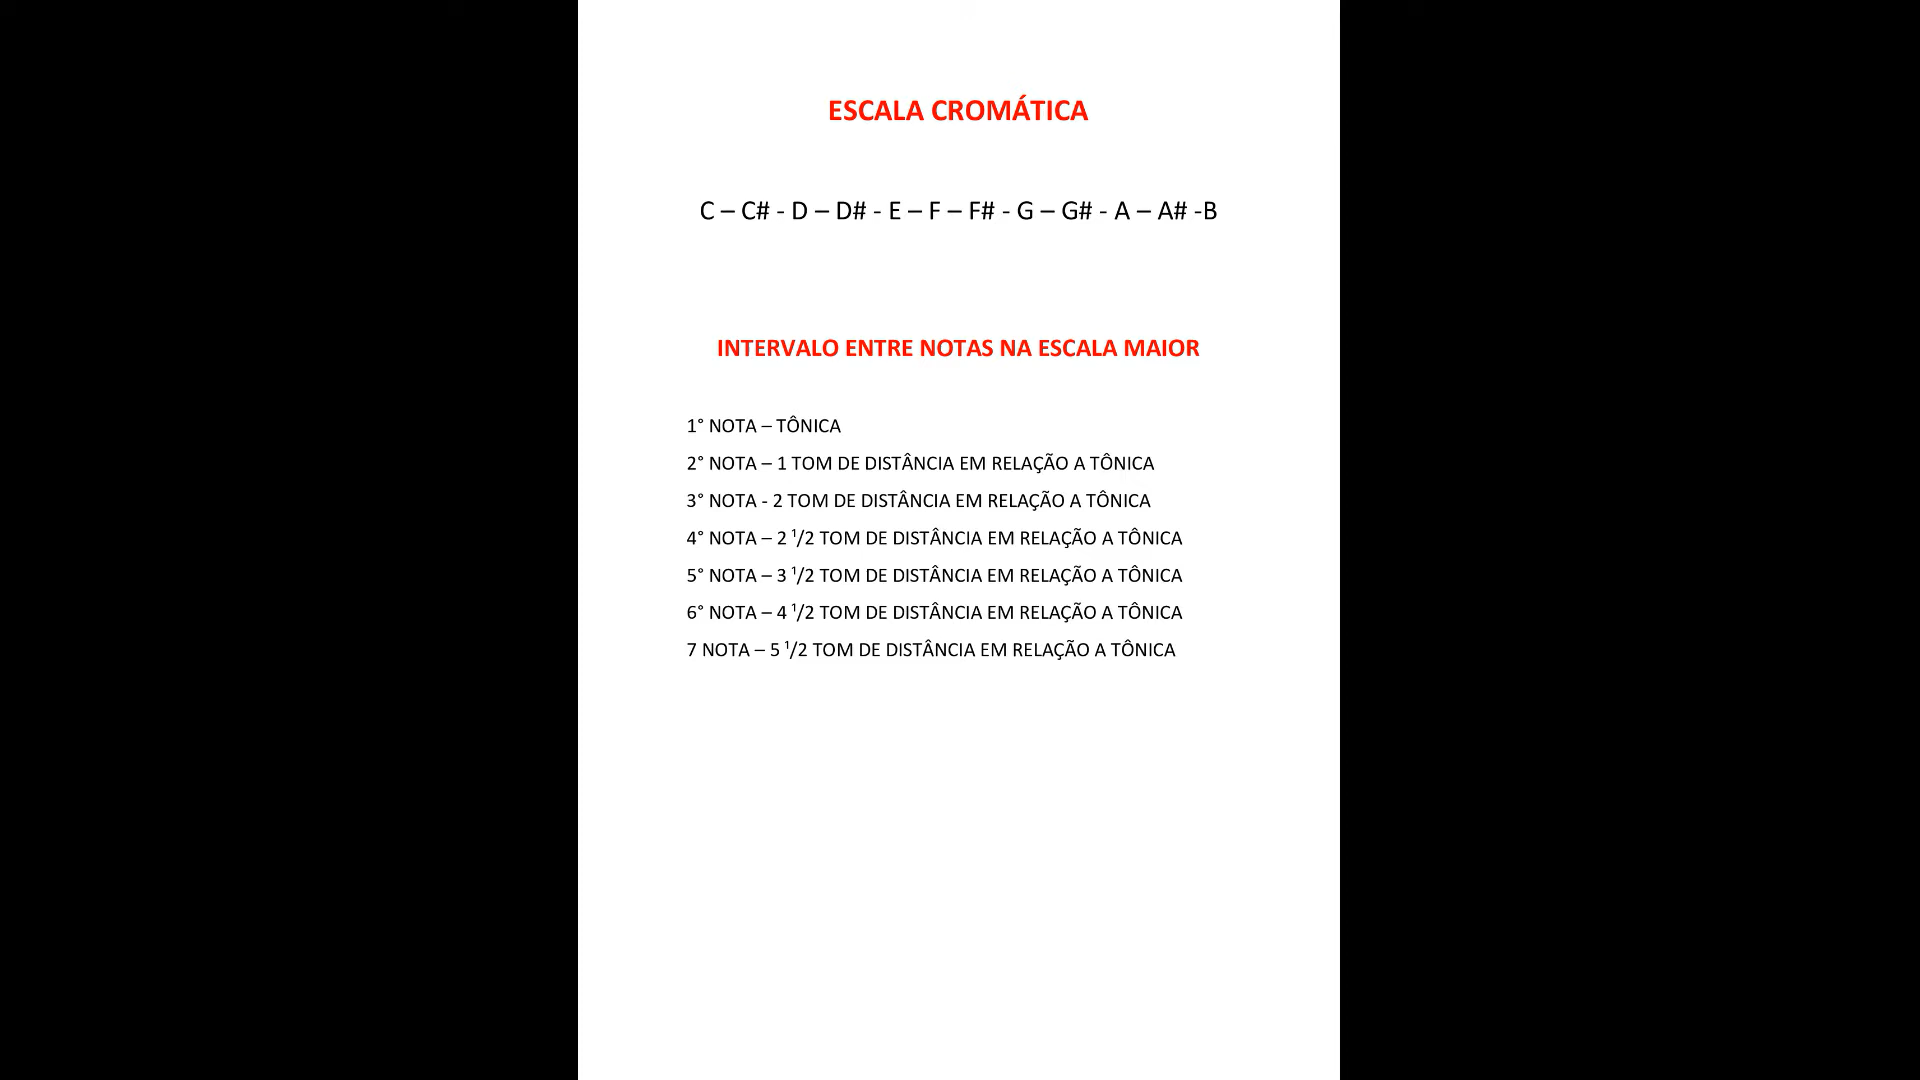 ESCALA CROMÁTICA
C – C# - D – D# - E – F – F# - G – G# - A – A# -B
INTERVALO ENTRE NOTAS NA ESCALA MAIOR
1° NOTA – TÔNICA
2° NOTA – 1 TOM DE DISTÂNCIA EM RELAÇÃO A TÔNICA
3° NOTA - 2 TOM DE DISTÂNCIA EM RELAÇÃO A TÔNICA
4° NOTA – 2 ¹/2 TOM DE DISTÂNCIA EM RELAÇÃO A TÔNICA
5° NOTA – 3 ¹/2 TOM DE DISTÂNCIA EM RELAÇÃO A TÔNICA
6° NOTA – 4 ¹/2 TOM DE DISTÂNCIA EM RELAÇÃO A TÔNICA
7 NOTA – 5 ¹/2 TOM DE DISTÂNCIA EM RELAÇÃO A TÔNICA